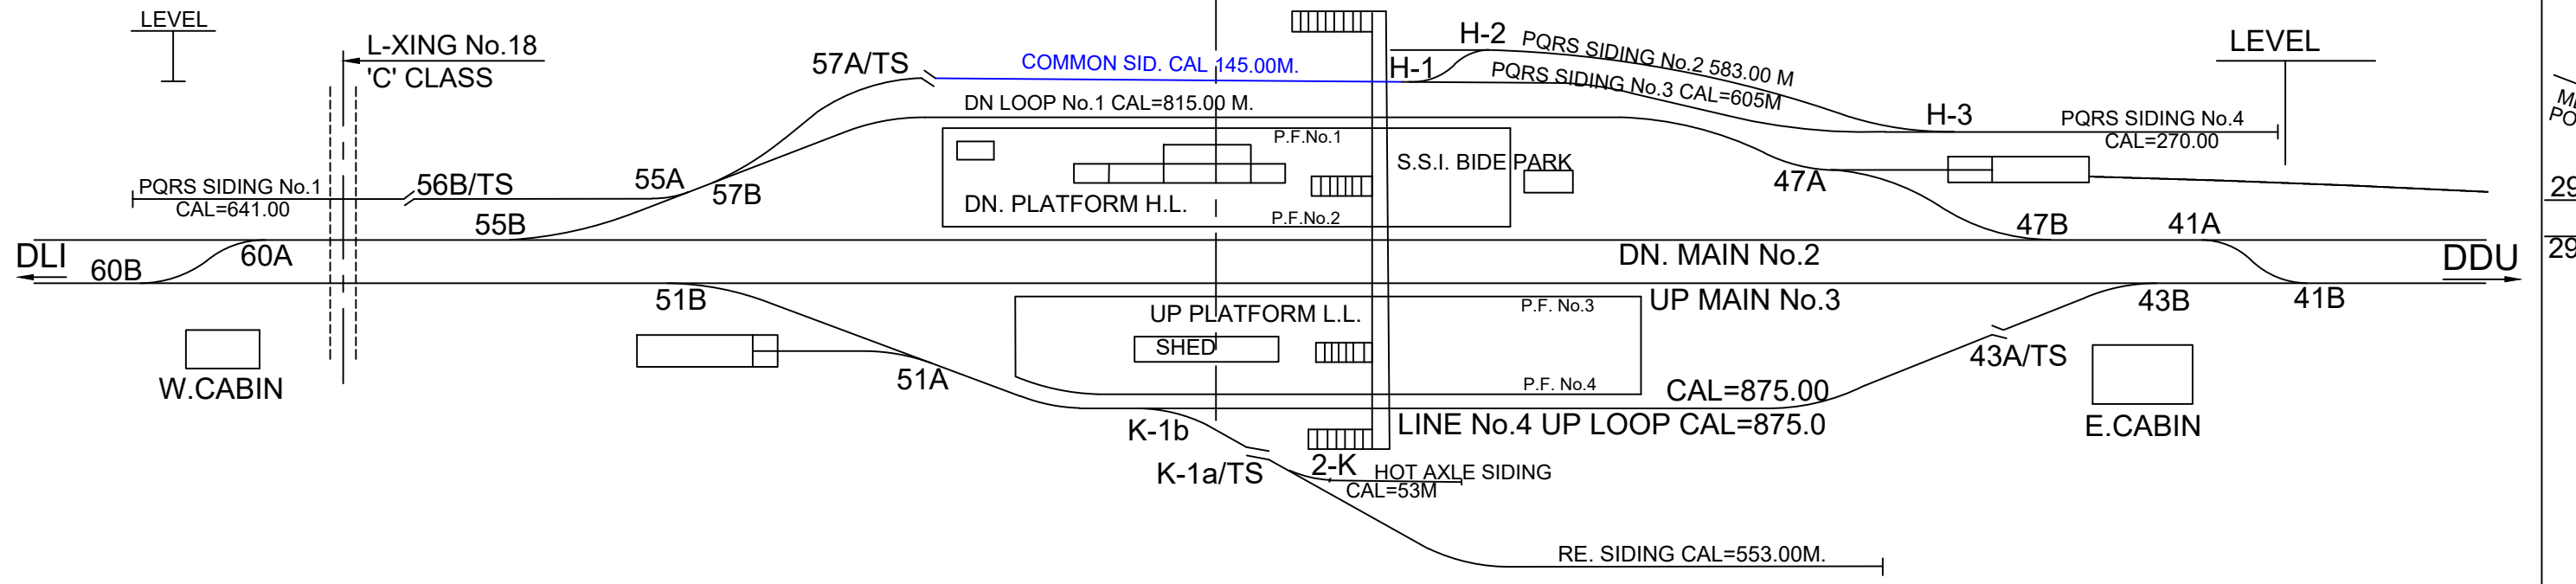 LEVEL
L-XING No.18
'C' CLASS
57A/TS
COMMON SID. CAL 145.00M.
H-1
H-2
PQRS SIDING No.2 583.00 M
PQRS SIDING No.3 CAL=605M
LEVEL
DN LOOP No.1 CAL=815.00 M.
H-3
PQRS SIDING No.4
CAL=270.00
P.F.No.1
S.S.I. BIDE PARK
PQRS SIDING No.1
CAL=641.00
56B/TS
55A
57B
55B
DN. PLATFORM H.L.
P.F.No.2
47A
47B
41A
29
29
DLI
60B
60A
DN. MAIN No.2
DDU
51B
UP PLATFORM L.L.
P.F. No.3
UP MAIN No.3
43B
41B
SHED
43A/TS
W.CABIN
51A
P.F. No.4
CAL=875.00
K-1b
LINE No.4 UP LOOP CAL=875.0
E.CABIN
K-1a/TS
2-K
HOT AXLE SIDING
CAL=53M
RE. SIDING CAL=553.00M.